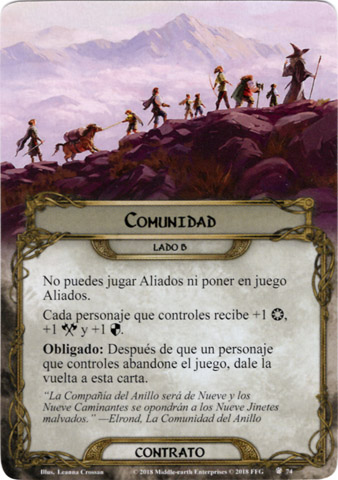 Comunidad
LADO B
No puedes jugar Aliados ni poner en juego
Aliados.
Cada personaje que controles recibe +1 ,
+1 y +1 .
Obligado: Después de que un personaje
que controles abandone el juego, dale la
vuelta a esta carta.
“La Compañía del Anillo será de Nueve y los
Nueve Caminantes se opondrán a los Nueve Jinetes
malvados.” —Elrond, La Comunidad del Anillo
CONTRATO
Illus. Leanna Crossan © 2018 Middle-earth Enterprises © 2018 FFG 74